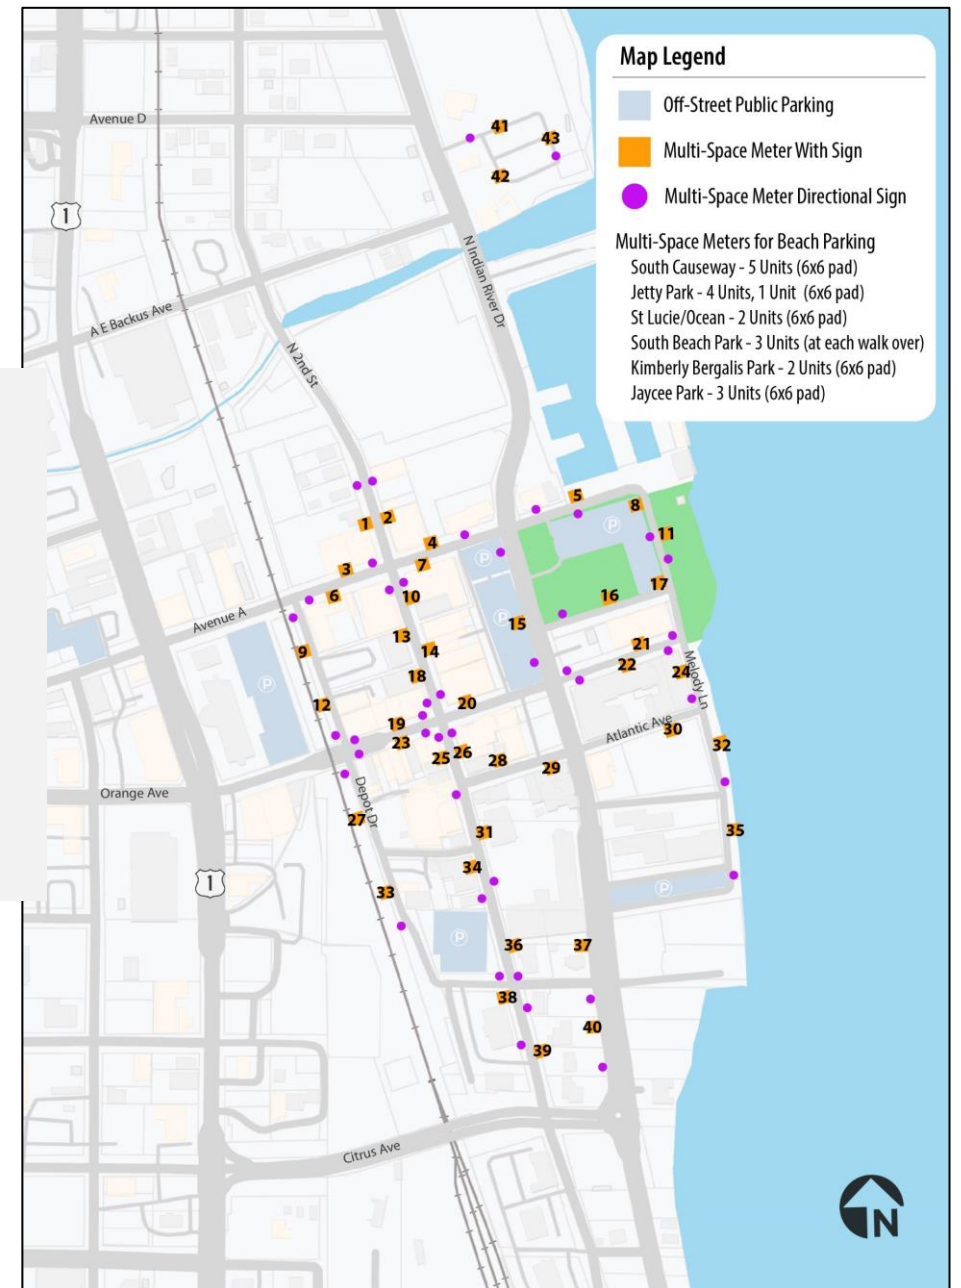 Map Legend
Off-Street Public Parking
Multi-Space Meter With Sign
Multi-Space Meter Directional Sign
Multi-Space Meters for Beach Parking
South Causeway - 5 Units (6x6 pad)
Jetty Park - 4 Units, 1 Unit (6x6 pad)
St Lucie/Ocean - 2 Units (6x6 pad)
South Beach Park - 3 Units (at each walk over)
Kimberly Bergalis Park - 2 Units (6x6 pad)
Jaycee Park - 3 Units (6x6 pad)
Avenue D
41
43
42
1
N Indian River Dr
A E Backus Ave
N 2nd St
5
8
2
1
11
4
7
3
17
6
10
16
Avenue A
15
13
21
9
14
22
18
24
Melody Ln
P
P
P
P
12
20
19
Atlantic Ave
30
23
32
26
25
28
29
Orange Ave
Depot Dr
27
31
35
34
1
33
P
P
36
37
38
40
39
Citrus Ave
N